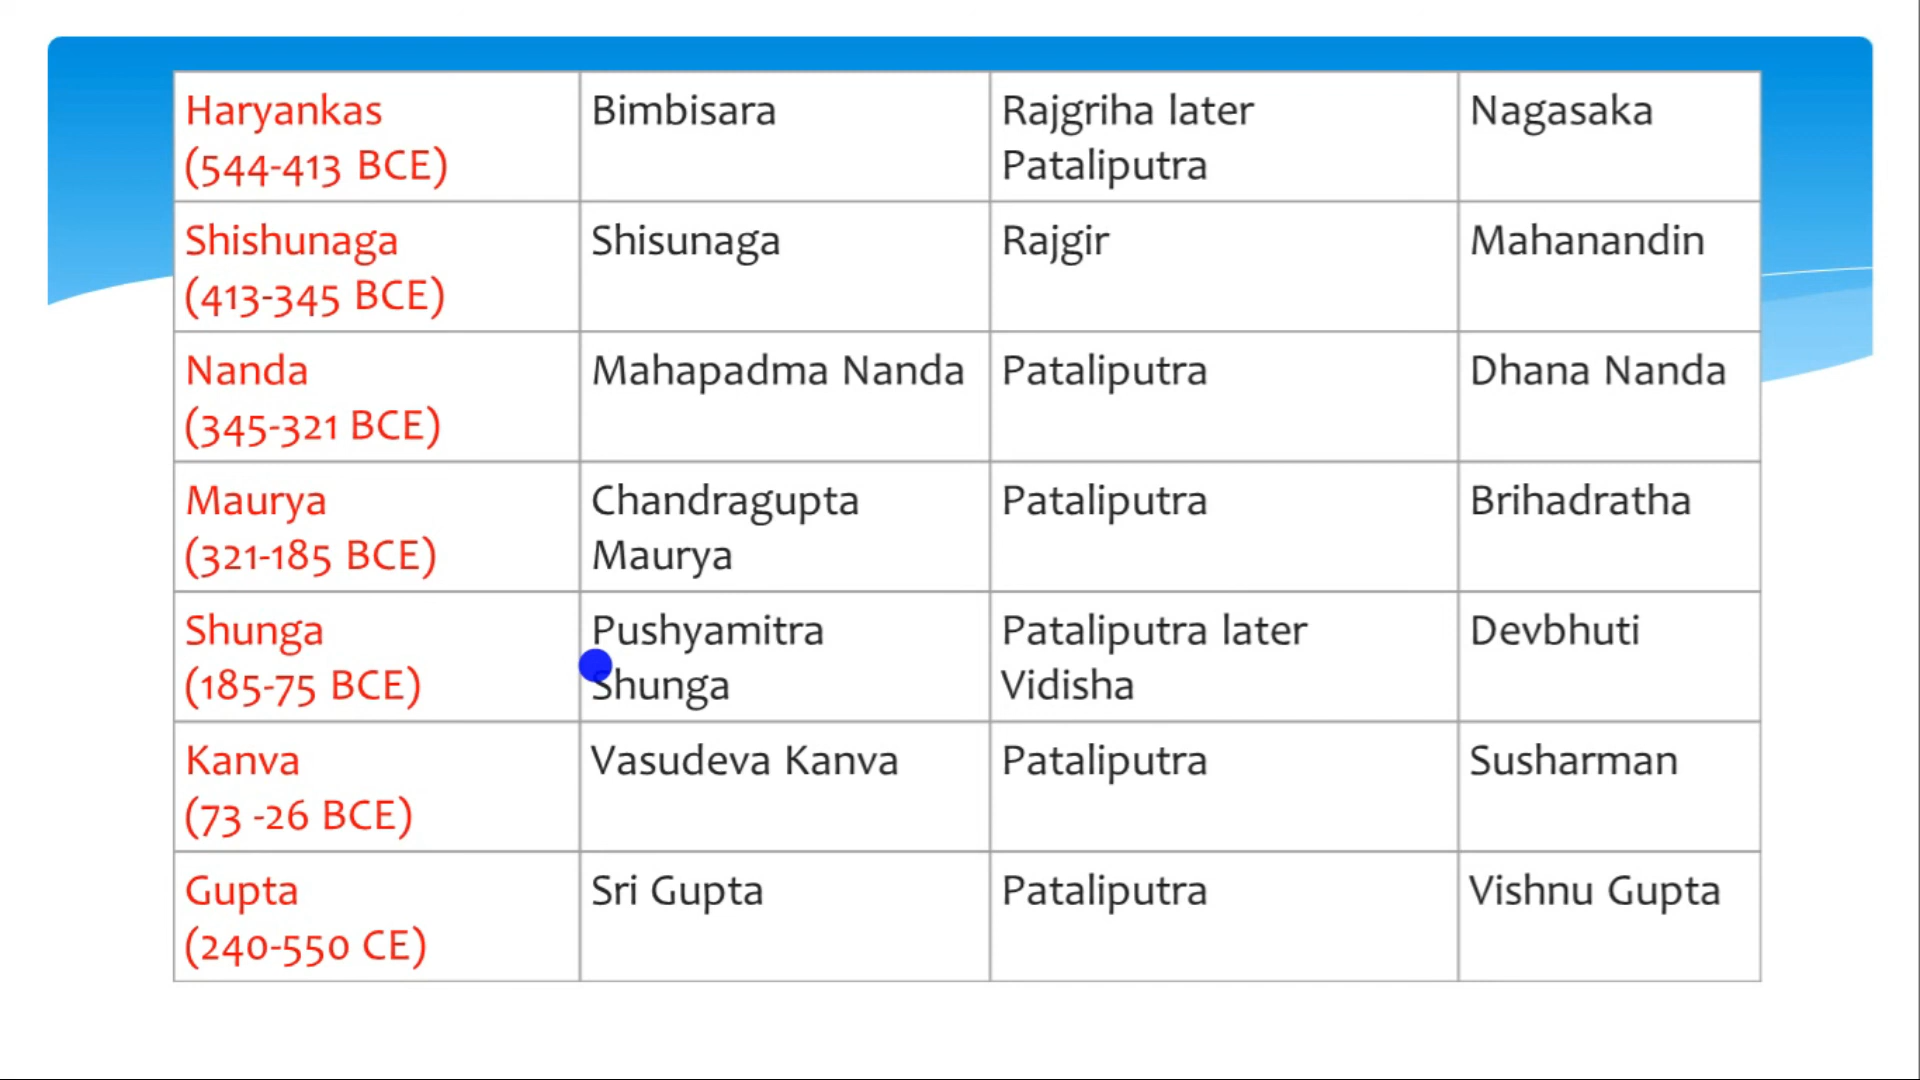 Haryankas
(544-413 BCE)
Bimbisara
Rajgriha later
Pataliputra
Nagasaka
Shishunaga
(413-345 BCE)
Shisunaga
Rajgir
Mahanandin
Nanda
(345-321 BCE)
Mahapadma Nanda
Pataliputra
Dhana Nanda
Maurya
(321-185 BCE)
Chandragupta
Maurya
Pataliputra
Brihadratha
Shunga
(185-75 BCE)
Pushyamitra
Shunga
Pataliputra later
Vidisha
Devbhuti
Kanva
(73 -26 BCE)
Vasudeva Kanva
Pataliputra
Susharman
Gupta
(240-550 CE)
Sri Gupta
Pataliputra
Vishnu Gupta